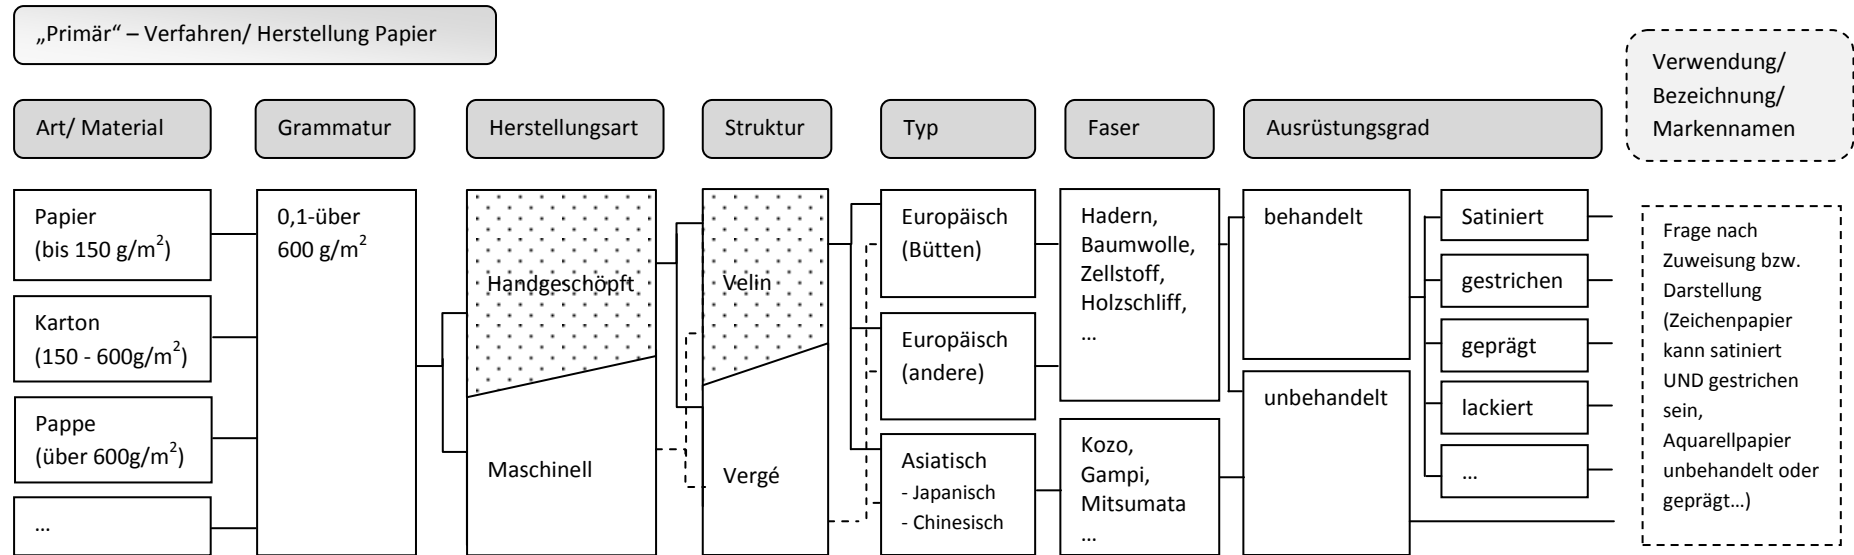 „Primär“ – Verfahren/ Herstellung Papier
Verwendung/
Bezeichnung/
Markennamen
Art/ Material
Grammatur
Herstellungsart
Struktur
Typ
Faser
Ausrüstungsgrad
Papier
(bis 150 g/m²)
Karton
(150 - 600g/m²)
Pappe
(über 600g/m²)
...
0,1-über
600 g/m²
Handgeschöpft
Maschinell
Velin
Vergé
Europäisch
(Bütten)
Europäisch
(andere)
Asiatisch
- Japanisch
- Chinesisch
Hadern,
Baumwolle,
Zellstoff,
Holzschliff,
...
Kozo,
Gampi,
Mitsumata
...
behandelt
unbehandelt
Satiniert
gestrichen
geprägt
lackiert
...
Frage nach
Zuweisung bzw.
Darstellung
(Zeichenpapier
kann satiniert
UND gestrichen
sein,
Aquarellpapier
unbehandelt oder
geprägt...)